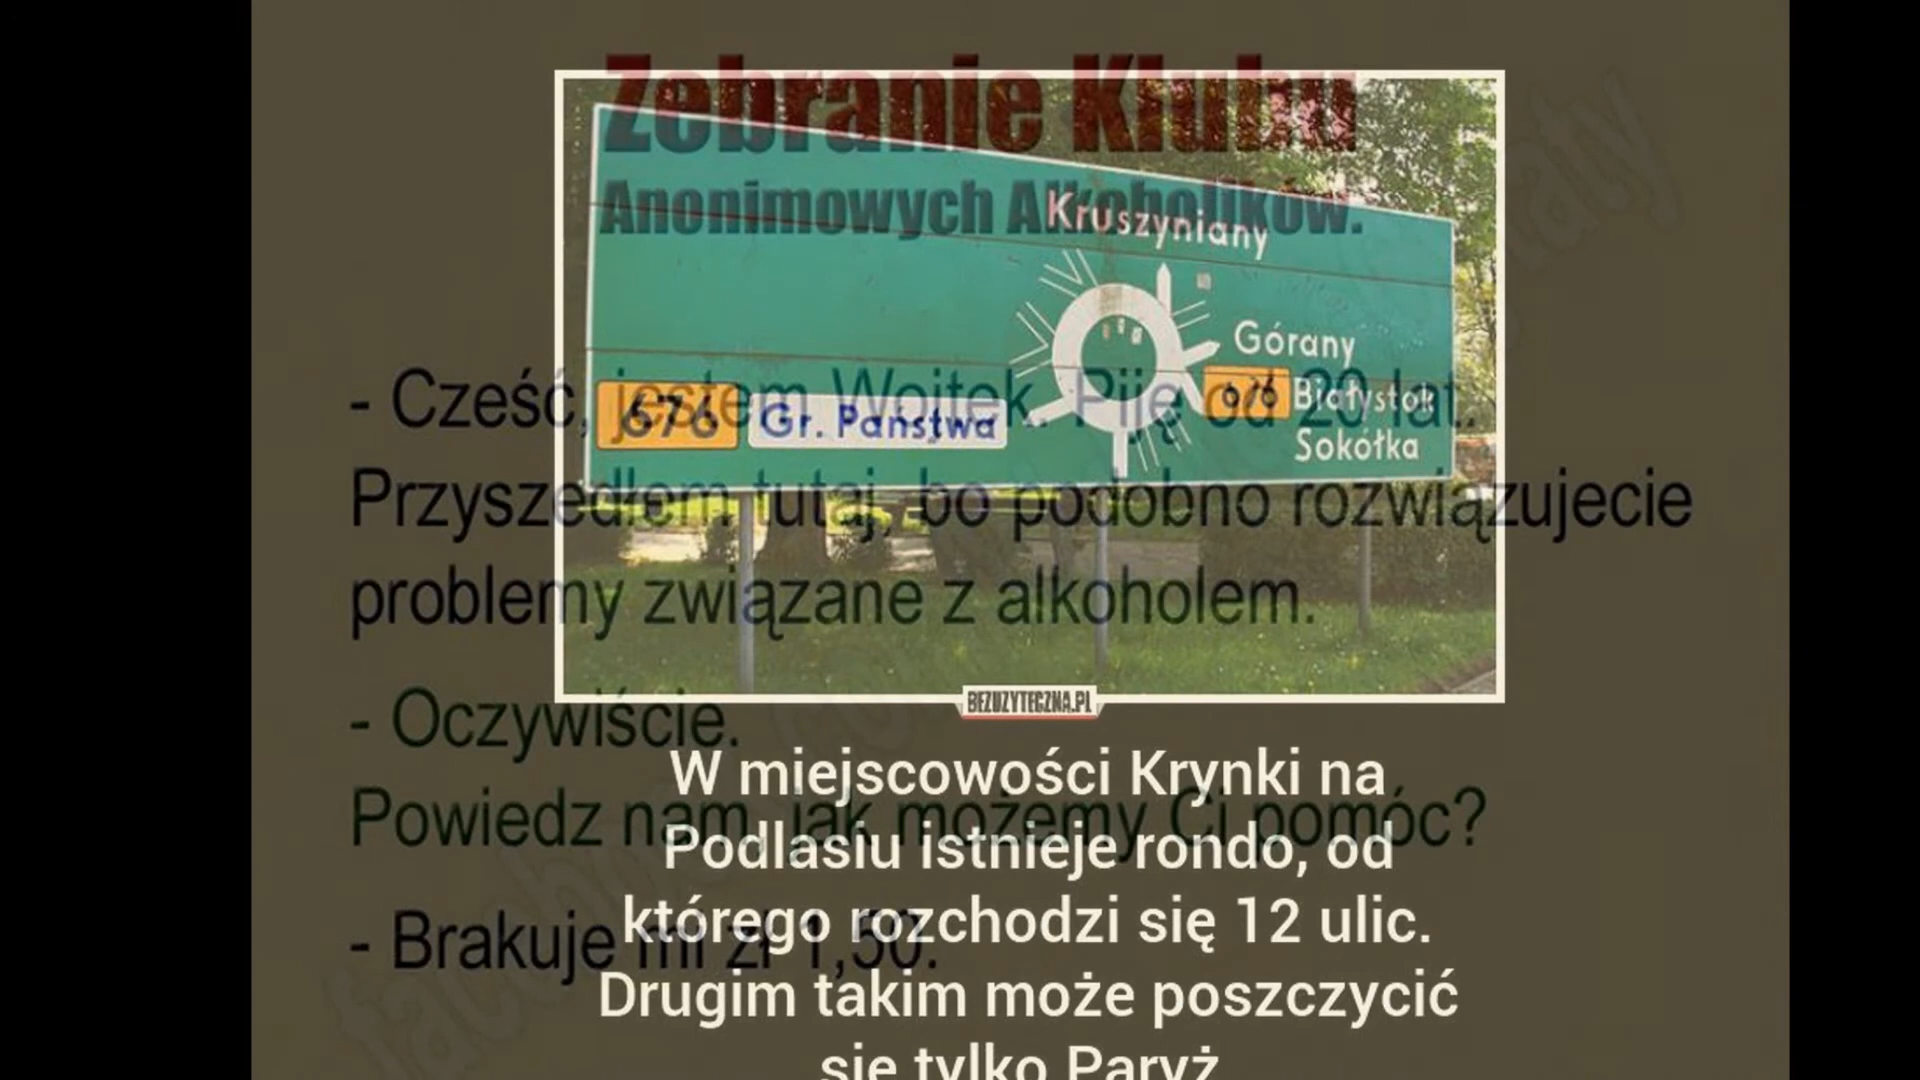 Zebranie Klubu
Anonimowych Alkoholików.
- Cześć, jestem Wojtek. Piję od 20 lat.
Przyszedłem tutaj, bo podobno rozwiązujecie
problemy związane z alkoholem.
- Oczywiście.
Powiedz nam, jak możemy Ci pomóc?
- Brakuje mi zł 1,50.
Kruszyniany
Górany
676 Gr. Państwa
676 Białystok
Sokółka
BEZUZYTECZNA.PL
W miejscowości Krynki na
Podlasiu istnieje rondo, od
którego rozchodzi się 12 ulic.
Drugim takim może poszczycić
się tylko Paryż